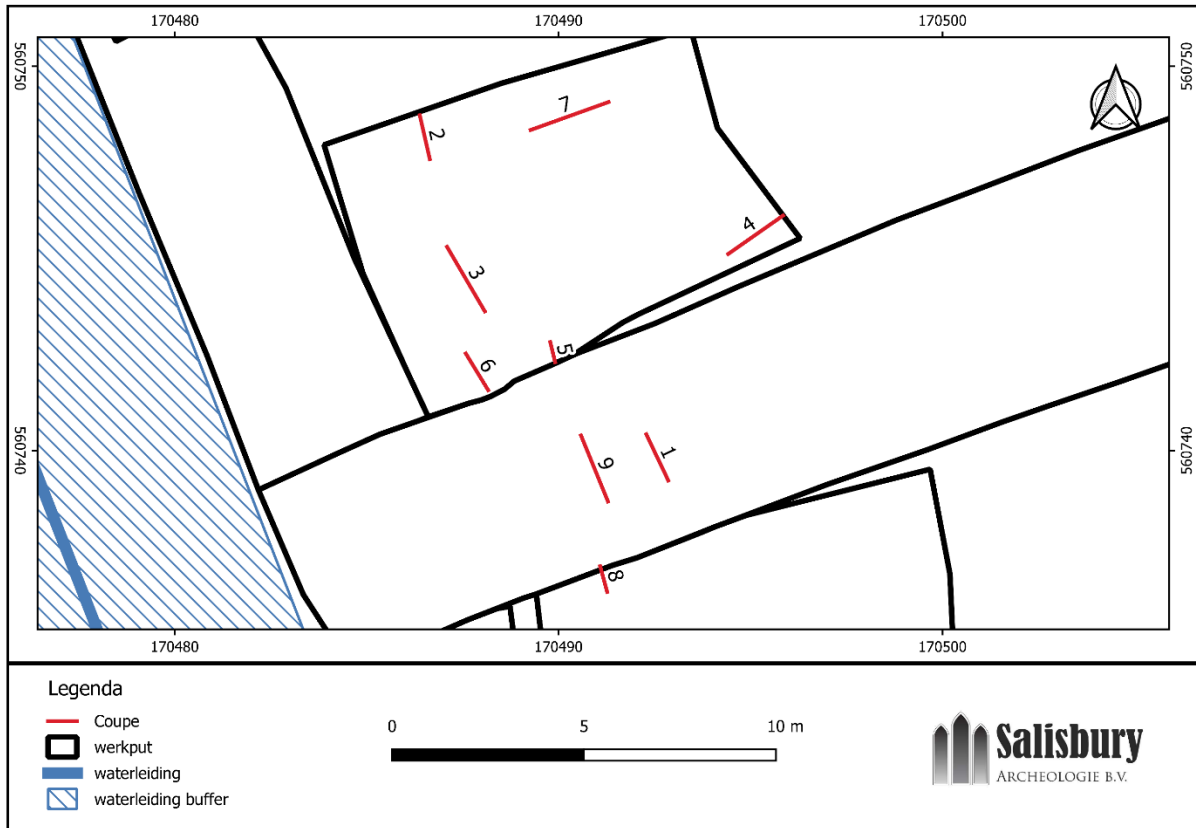 170480
170490
170500
560750
560750
7
2
4
3
5
6
560740
560740
1
9
8
170480
170490
170500
Legenda
Coupe
werkput
waterleiding
waterleiding buffer
0 5 10 m
Salisbury
ARCHEOLOGIE B.V.